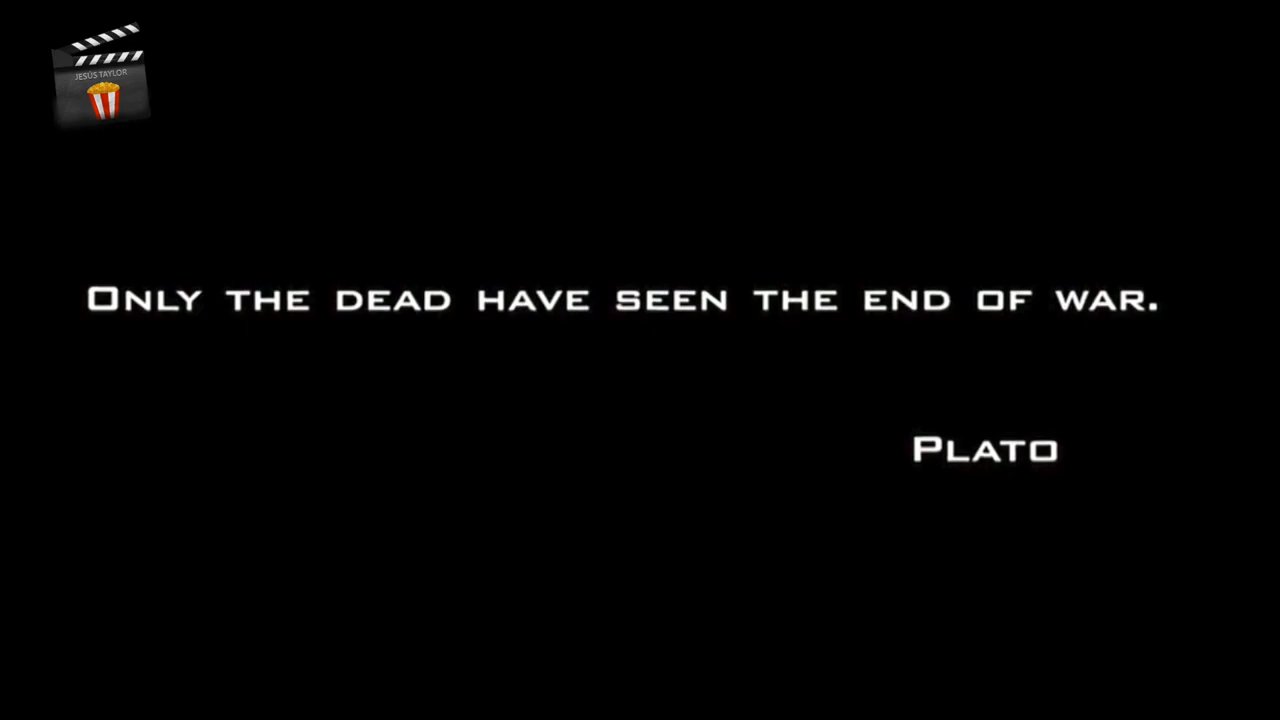 JESÚS TAYLOR
Only the dead have seen the end of war.
Plato